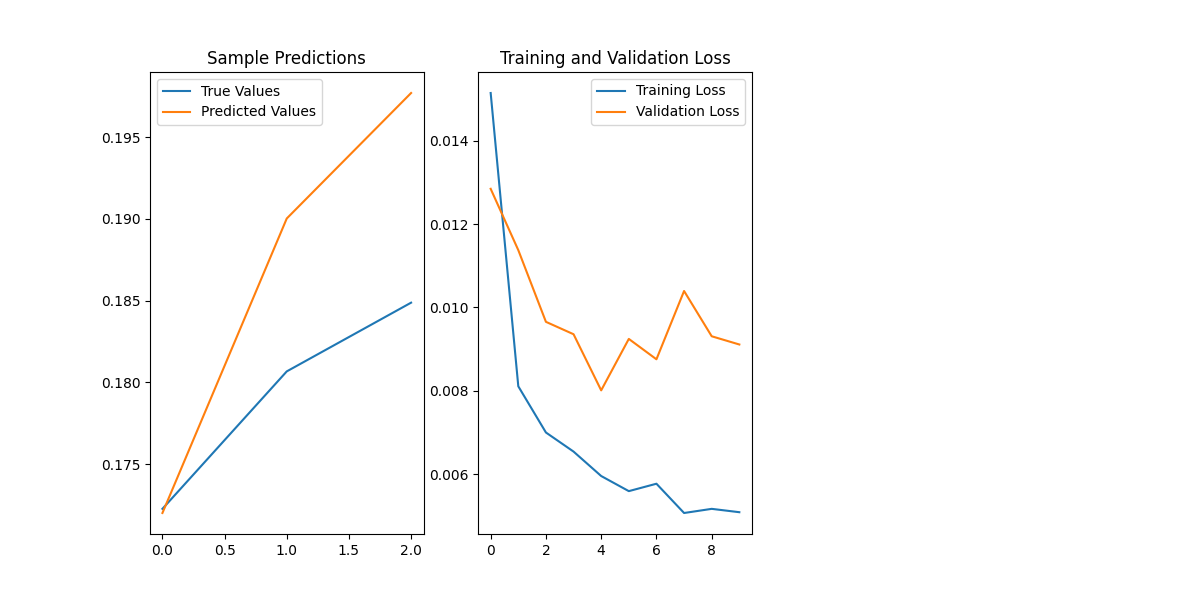 Sample Predictions
True Values
Predicted Values
0.195
0.190
0.185
0.180
0.175
0.0 0.5 1.0 1.5 2.0
Training and Validation Loss
Training Loss
Validation Loss
0.014
0.012
0.010
0.008
0.006
0 2 4 6 8